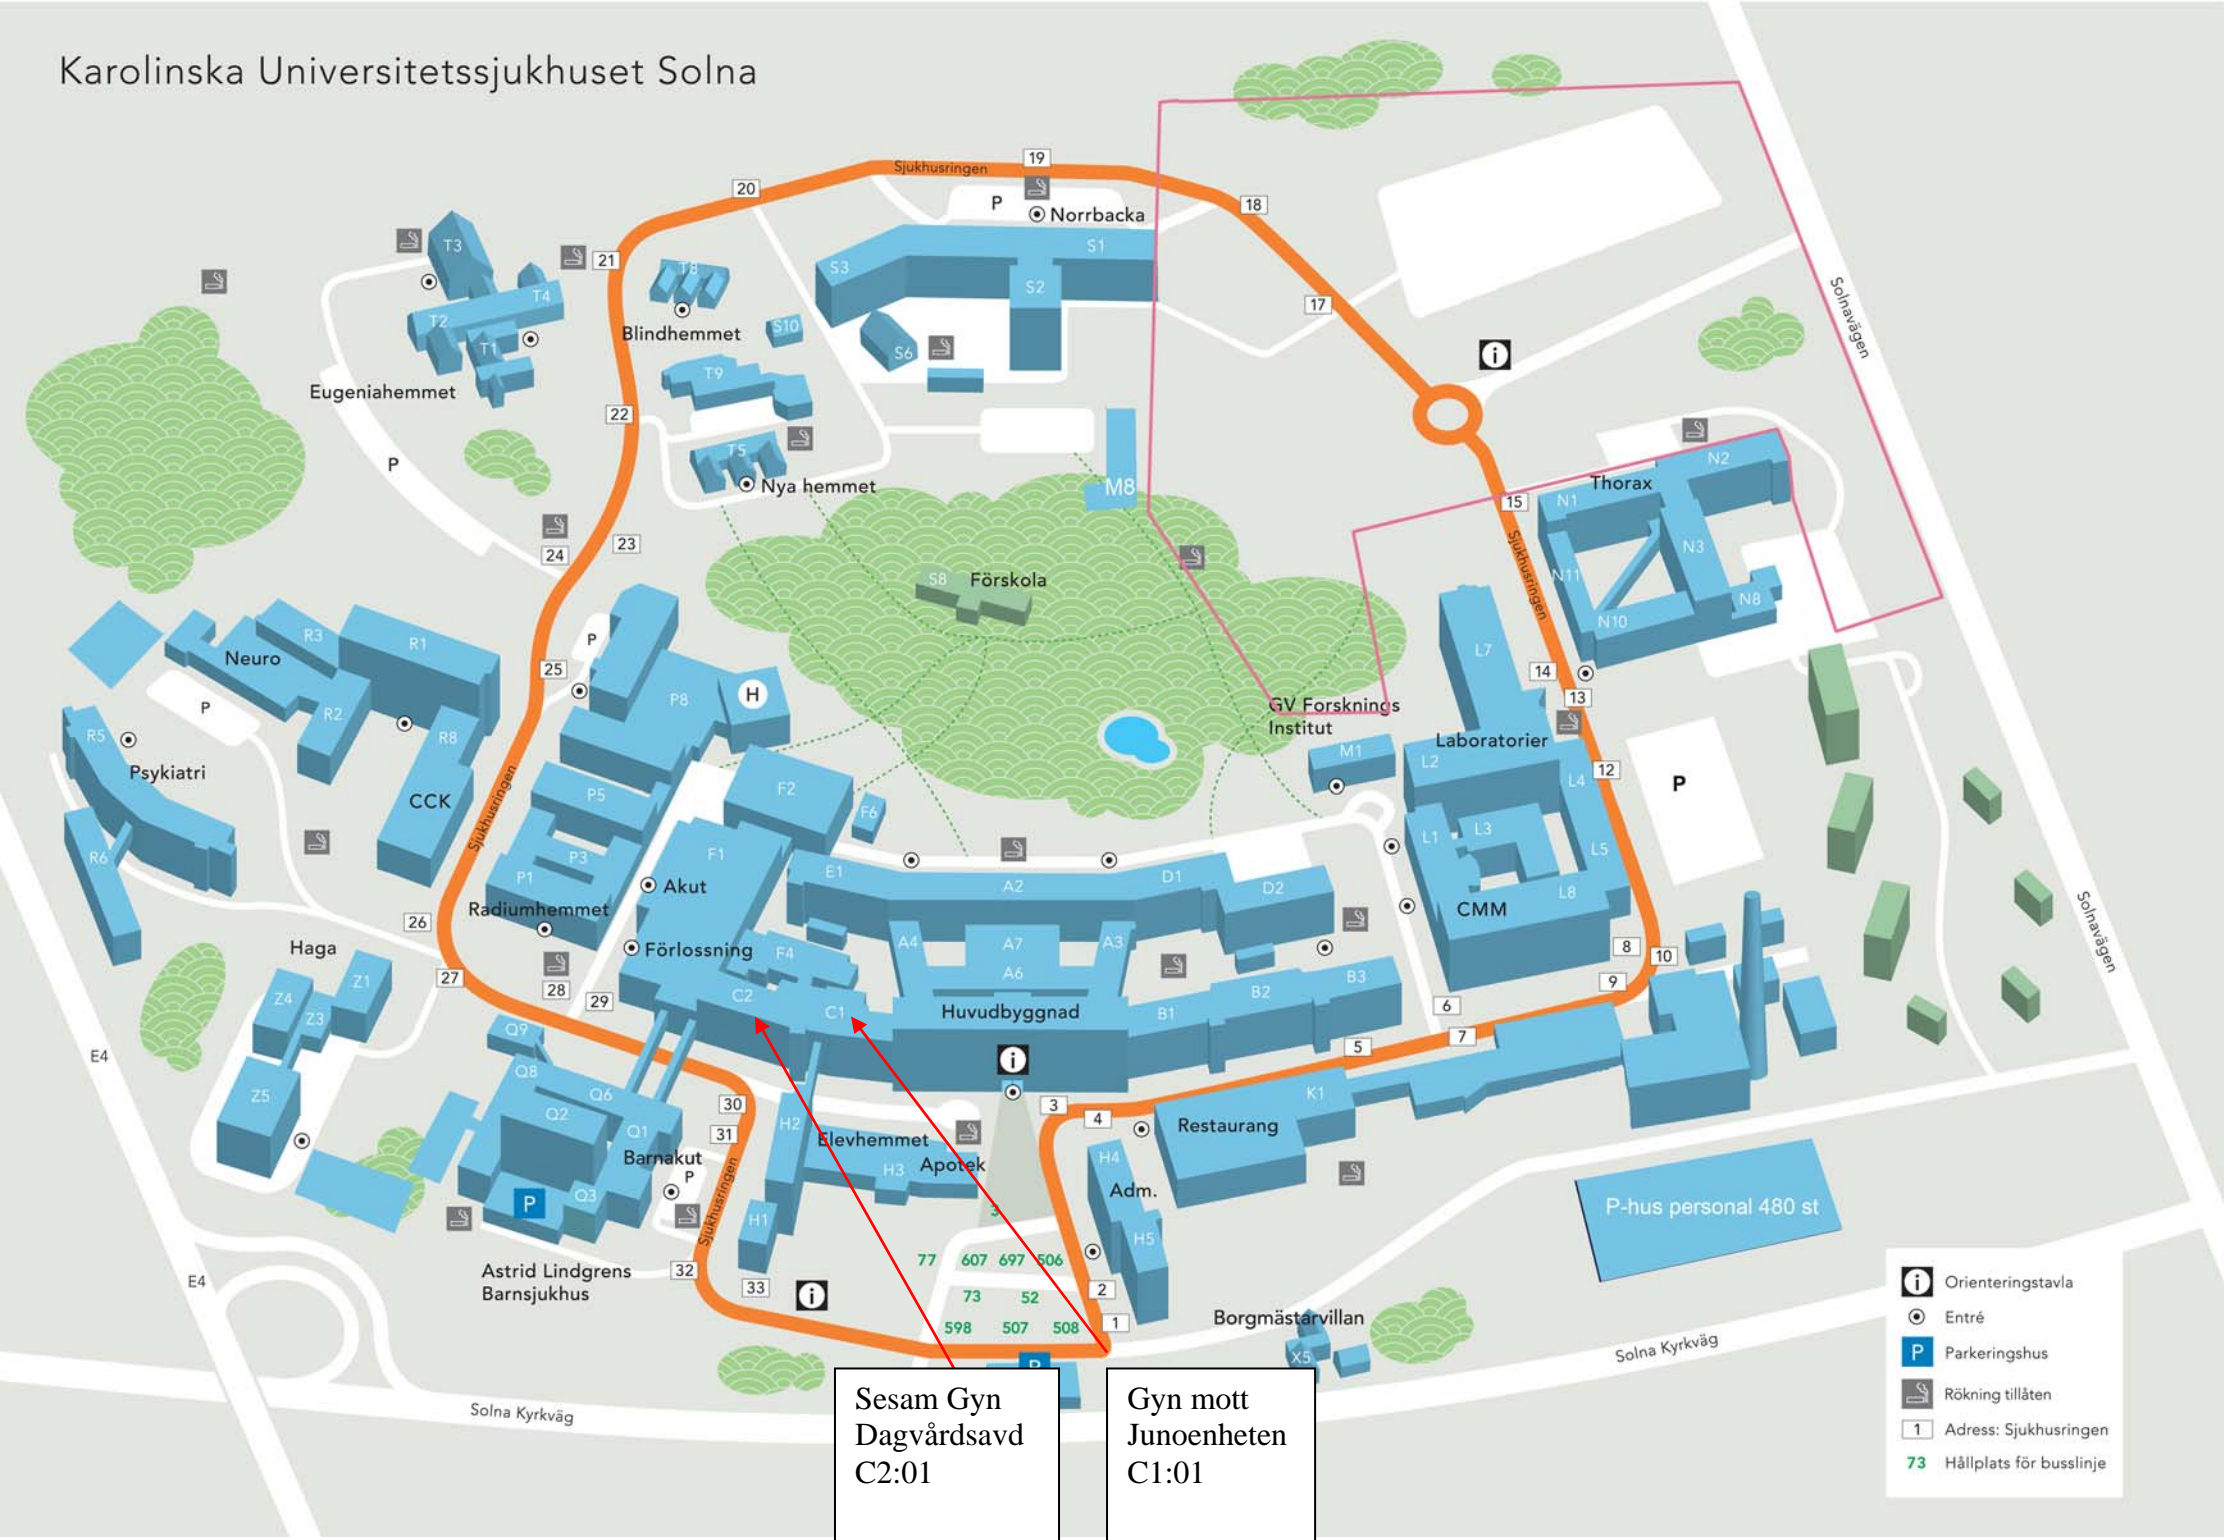 Karolinska Universitetssjukhuset Solna
Sjukhusringen
19
20
P
18
Norrbacka
T3
21
T8
S3
S1
S2
T4
T2
T1
Blindhemmet
S10
S6
17
Solnavägen
i
Eugeniahemmet
T9
22
P
T5
Nya hemmet
M8
Thorax
N2
15
N1
24
23
S8
Förskola
Sjukhusringen
N11
N3
N8
N10
R3
R1
Neuro
P
25
L7
14
13
P
R2
P8
H
GV Forsknings
Institut
R5
R8
Psykiatri
Laboratorier
M1
L2
12
L4
P
CCK
P5
F2
F6
Sjukhusringen
R6
P3
P1
F1
E1
A2
D1
D2
L1
L3
L5
L8
Akut
Radiumhemmet
CMM
26
Haga
Förlossning
F4
A4
A7
A3
A6
8
10
Solnavägen
27
28
29
Z4
Z1
Z3
C2
C1
Huvudbyggnad
B1
B2
B3
9
6
7
5
Q9
E4
Q8
Q6
Q2
Q1
Z5
i
30
31
3
4
K1
Restaurang
H2
Elevhemmet
H3
Apotek
Barnakut
P
H4
Adm.
Q3
P
Sjukhusringen
H1
3
H5
P-hus personal 480 st
77
607
697
506
Astrid Lindgrens
Barnsjukhus
32
33
i
73
52
2
598
507
508
1
Borgmästarvillan
X5
E4
P
Solna Kyrkväg
Solna Kyrkväg
Sesam Gyn
Dagvårdsavd
C2:01
Gyn mott
Junoenheten
C1:01
i Orienteringstavla
Entré
P Parkeringshus
Rökning tillåten
1 Adress: Sjukhusringen
73 Hållplats för busslinje